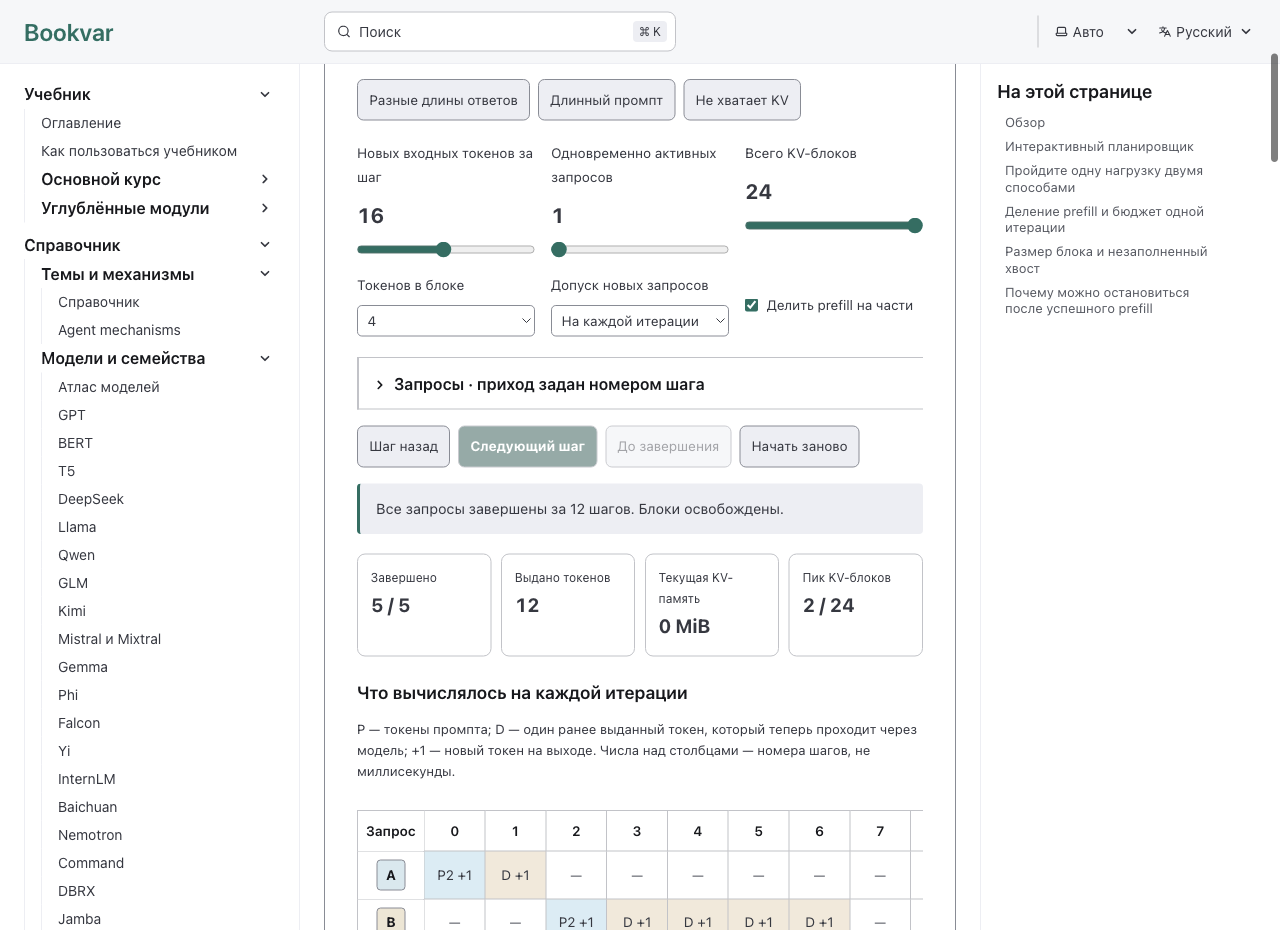 Bookvar
Поиск
⌘ K
Авто
Русский
Учебник
Оглавление
Как пользоваться учебником
Основной курс
Углублённые модули
Справочник
Темы и механизмы
Справочник
Agent mechanisms
Модели и семейства
Атлас моделей
GPT
BERT
T5
DeepSeek
Llama
Qwen
GLM
Kimi
Mistral и Mixtral
Gemma
Phi
Falcon
Yi
InternLM
Baichuan
Nemotron
Command
DBRX
Jamba
Разные длины ответов
Длинный промпт
Не хватает KV
Новых входных токенов за
шаг
16
Одновременно активных
запросов
1
Всего KV-блоков
24
Токенов в блоке
4
Допуск новых запросов
На каждой итерации
Делить prefill на части
Запросы · приход задан номером шага
Шаг назад
Следующий шаг
До завершения
Начать заново
Все запросы завершены за 12 шагов. Блоки освобождены.
Завершено
5 / 5
Выдано токенов
12
Текущая KV-
память
0 MiB
Пик KV-блоков
2 / 24
Что вычислялось на каждой итерации
P — токены промпта; D — один ранее выданный токен, который теперь проходит через
модель; +1 — новый токен на выходе. Числа над столбцами — номера шагов, не
миллисекунды.
Запрос 0 1 2 3 4 5 6 7
A P2 +1 D +1 — — — — — —
B — — P2 +1 D +1 D +1 D +1 D +1 —
На этой странице
Обзор
Интерактивный планировщик
Пройдите одну нагрузку двумя
способами
Деление prefill и бюджет одной
итерации
Размер блока и незаполненный
хвост
Почему можно остановиться
после успешного prefill